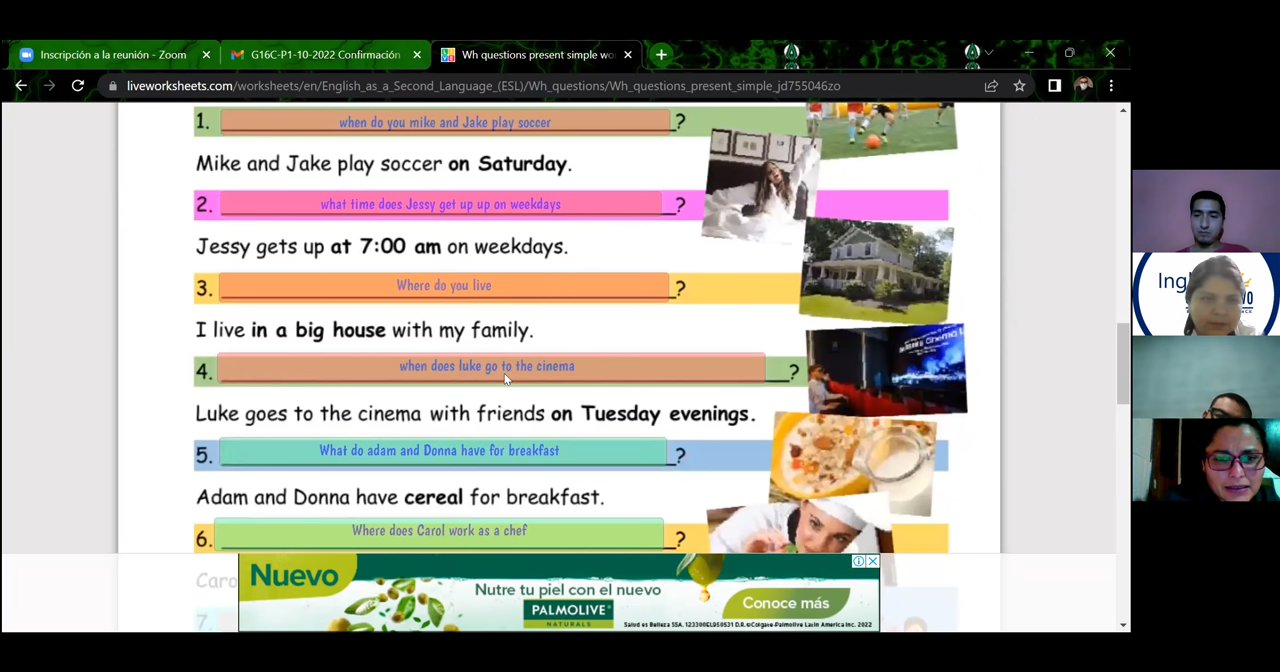 Inscripción a la reunión - Zoom
G16C-P1-10-2022 Confirmación
Wh questions present simple wo
liveworksheets.com/worksheets/en/English_as_a_Second_Language_(ESL)/Wh_questions/Wh_questions_present_simple_jd755046zo
1. when do you mike and Jake play soccer ?
Mike and Jake play soccer on Saturday.
2. what time does Jessy get up up on weekdays ?
Jessy gets up at 7:00 am on weekdays.
3. Where do you live ?
I live in a big house with my family.
4. when does luke go to the cinema ?
Luke goes to the cinema with friends on Tuesday evenings.
5. What do adam and Donna have for breakfast ?
Adam and Donna have cereal for breakfast.
6. Where does Carol work as a chef ?
Caro
7.
Nuevo
Nutre tu piel con el nuevo
PALMOLIVE
NATURALS
Conoce más
Ingl